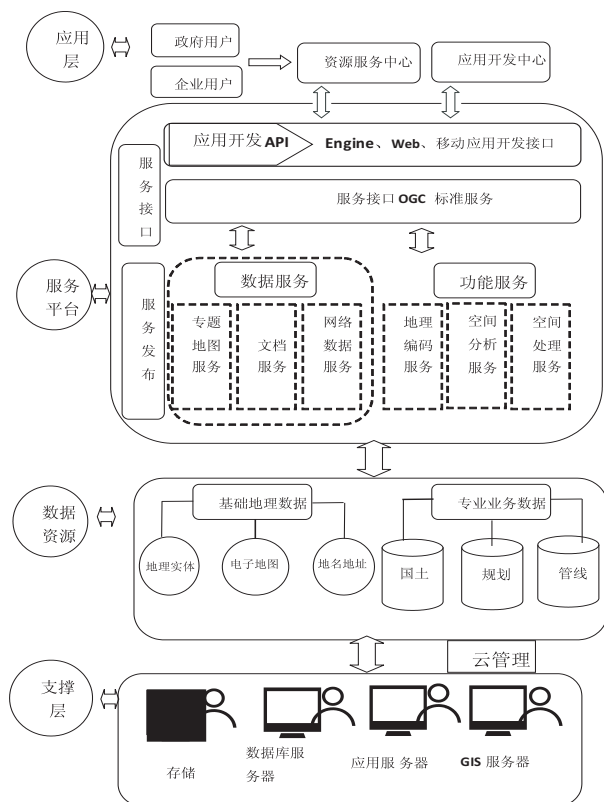 应用
层
政府用户
企业用户
资源服务中心
应用开发中心
应用开发 API
Engine、Web、移动应用开发接口
服
务
接
口
服务接口 OGC 标准服务
服务
平台
服
务
发
布
数据服务
功能服务
专题
地图
服务
文档
服务
网络
数据
服务
地理
编码
服务
空间
分析
服务
空间
处理
服务
数据
资源
基础地理数据
专业业务数据
地理实体
电子地图
地名地址
国土
规划
管线
云管理
支撑
层
存储
数据库服
务器
应用服 务器
GIS 服务器